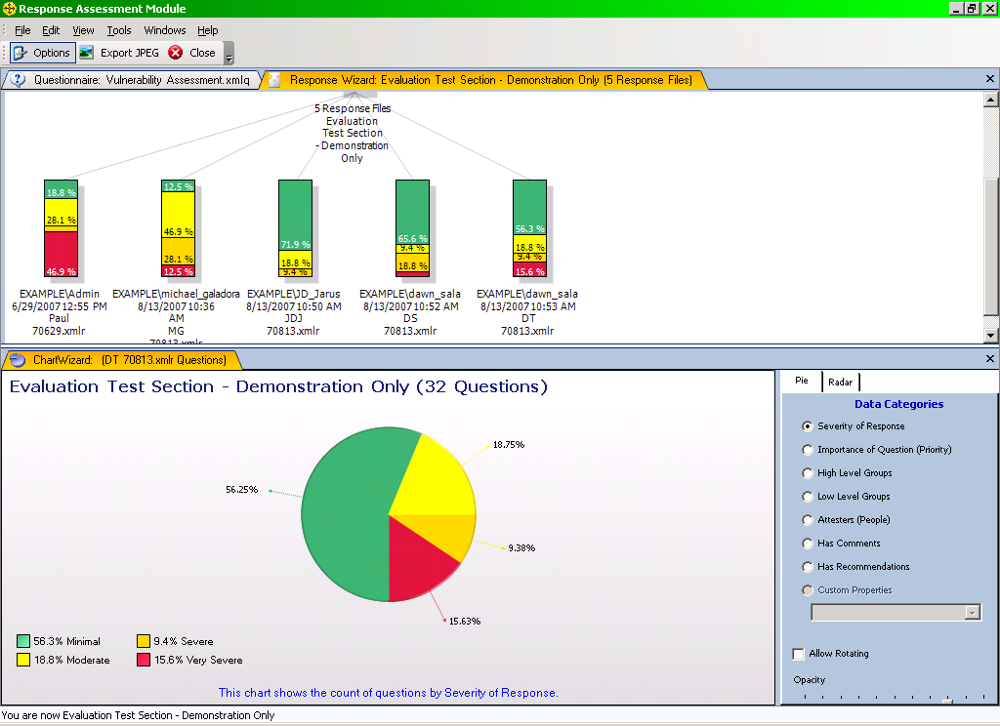 Response Assessment Module
File Edit View Tools Windows Help
Options Export JPEG Close
Questionnaire: Vulnerability Assessment.xmlq
Response Wizard: Evaluation Test Section - Demonstration Only (5 Response Files)
5 Response Files
Evaluation
Test Section
- Demonstration
Only
18.8 %
28.1 %
46.9 %
EXAMPLE\Admin
6/29/2007 12:55 PM
Paul
70629.xmlr
12.5 %
46.9 %
28.1 %
12.5 %
EXAMPLE\michael_galadora
8/13/2007 10:36
AM
MG
70813.xmlr
71.9 %
18.8 %
9.4 %
EXAMPLE\JD_Jarus
8/13/2007 10:50 AM
JDJ
70813.xmlr
65.6 %
9.4 %
18.8 %
EXAMPLE\dawn_sala
8/13/2007 10:52 AM
DS
70813.xmlr
56.3 %
18.8 %
9.4 %
15.6 %
EXAMPLE\dawn_sala
8/13/2007 10:53 AM
DT
70813.xmlr
ChartWizard: (DT 70813.xmlr Questions)
Evaluation Test Section - Demonstration Only (32 Questions)
18.75%
56.25%
9.38%
15.63%
56.3% Minimal
9.4% Severe
18.8% Moderate
15.6% Very Severe
This chart shows the count of questions by Severity of Response.
Pie Radar
Data Categories
Severity of Response
Importance of Question (Priority)
High Level Groups
Low Level Groups
Attesters (People)
Has Comments
Has Recommendations
Custom Properties
Allow Rotating
Opacity
You are now Evaluation Test Section - Demonstration Only